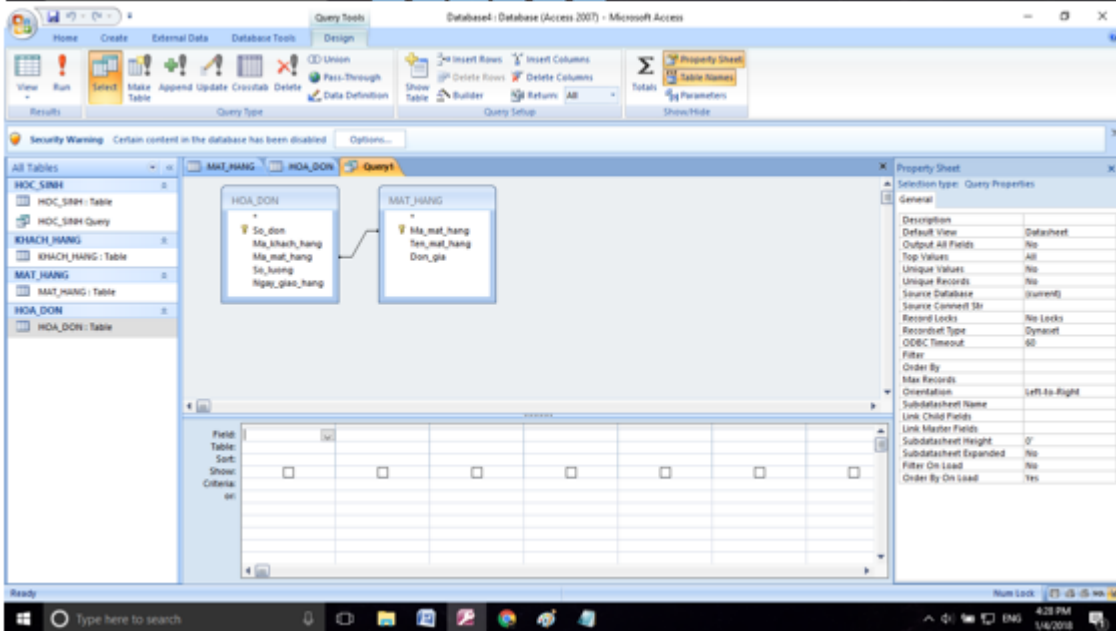 Query Tools
Database4 : Database (Access 2007) - Microsoft Access
Home Create External Data Database Tools Design
View
Run
Select
Make Table
Append
Update
Crosstab
Delete
Union
Pass-Through
Data Definition
Show Table
Insert Rows
Delete Rows
Builder
Insert Columns
Delete Columns
Return: All
Totals
Property Sheet
Table Names
Parameters
Results
Query Type
Query Setup
Show/Hide
Security Warning Certain content in the database has been disabled Options...
All Tables
HOC_SINH
HOC_SINH : Table
HOC_SINH Query
KHACH_HANG
KHACH_HANG : Table
MAT_HANG
MAT_HANG : Table
HOA_DON
HOA_DON : Table
MAT_HANG HOA_DON Query1
HOA_DON
*
So_don
Ma_khach_hang
Ma_mat_hang
So_luong
Ngay_giao_hang
MAT_HANG
*
Ma_mat_hang
Ten_mat_hang
Don_gia
Field:
Table:
Sort:
Show:
Criteria:
or:
Property Sheet
Selection type: Query Properties
General
Description
Default View Datasheet
Output All Fields No
Top Values All
Unique Values No
Unique Records No
Source Database (current)
Source Connect Str
Record Locks No Locks
Recordset Type Dynaset
ODBC Timeout 60
Filter
Order By
Max Records
Orientation Left-to-Right
Subdatasheet Name
Link Child Fields
Link Master Fields
Subdatasheet Height 0"
Subdatasheet Expanded No
Filter On Load No
Order By On Load Yes
Ready
Num Lock
Type here to search
ENG
4:28 PM
1/4/2018